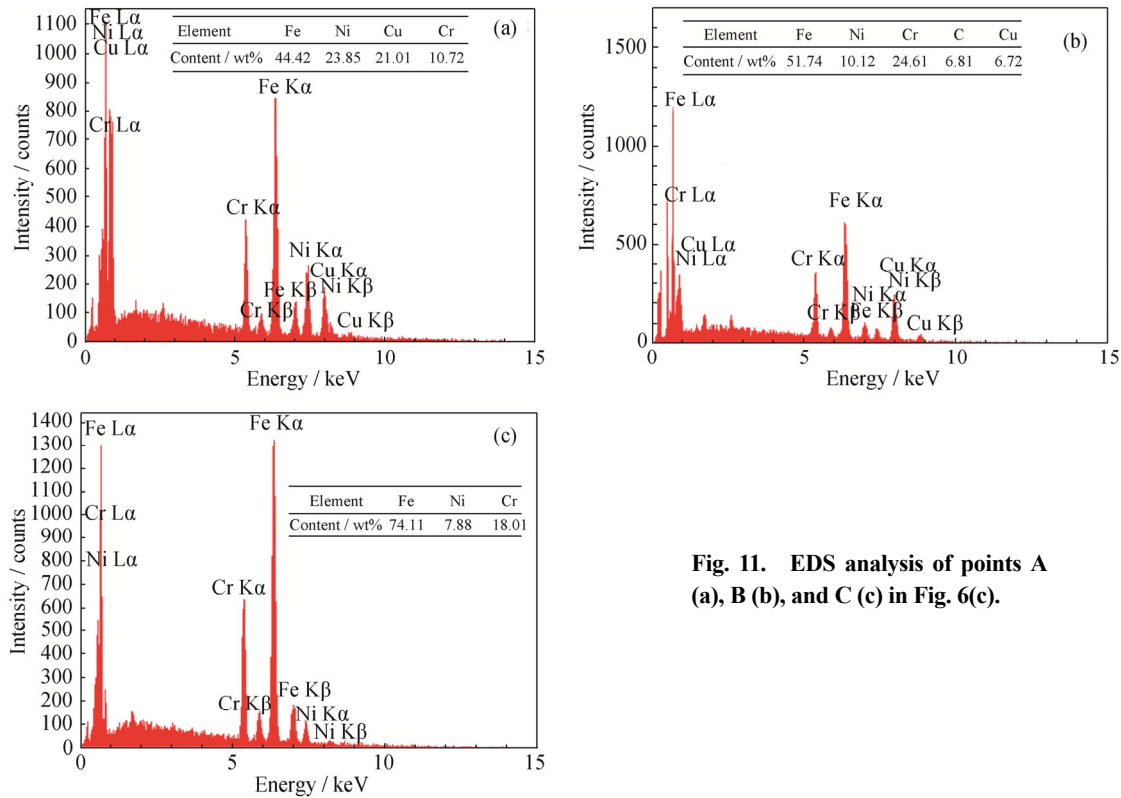 (a)
Element Fe Ni Cu Cr
Content / wt% 44.42 23.85 21.01 10.72
Fe Lα
Ni Lα
Cu Lα
Cr Lα
Fe Kα
Cr Kα
Ni Kα
Cu Kα
Fe Kβ
Ni Kβ
Cr Kβ
Cu Kβ
1100
1000
900
800
700
600
500
400
300
200
100
0
Intensity / counts
0 5 10 15
Energy / keV
(b)
Element Fe Ni Cr C Cu
Content / wt% 51.74 10.12 24.61 6.81 6.72
Fe Lα
Cr Lα
Cu Lα
Ni Lα
Fe Kα
Cr Kα
Cu Kα
Ni Kβ
Ni Kα
Cr Kβ
Fe Kβ
Cu Kβ
1500
1000
500
0
Intensity / counts
0 5 10 15
Energy / keV
(c)
Element Fe Ni Cr
Content / wt% 74.11 7.88 18.01
Fe Lα
Cr Lα
Ni Lα
Fe Kα
Cr Kα
Fe Kβ
Cr Kβ
Ni Kα
Ni Kβ
1400
1300
1200
1100
1000
900
800
700
600
500
400
300
200
100
0
Intensity / counts
0 5 10 15
Energy / keV
Fig. 11. EDS analysis of points A
(a), B (b), and C (c) in Fig. 6(c).